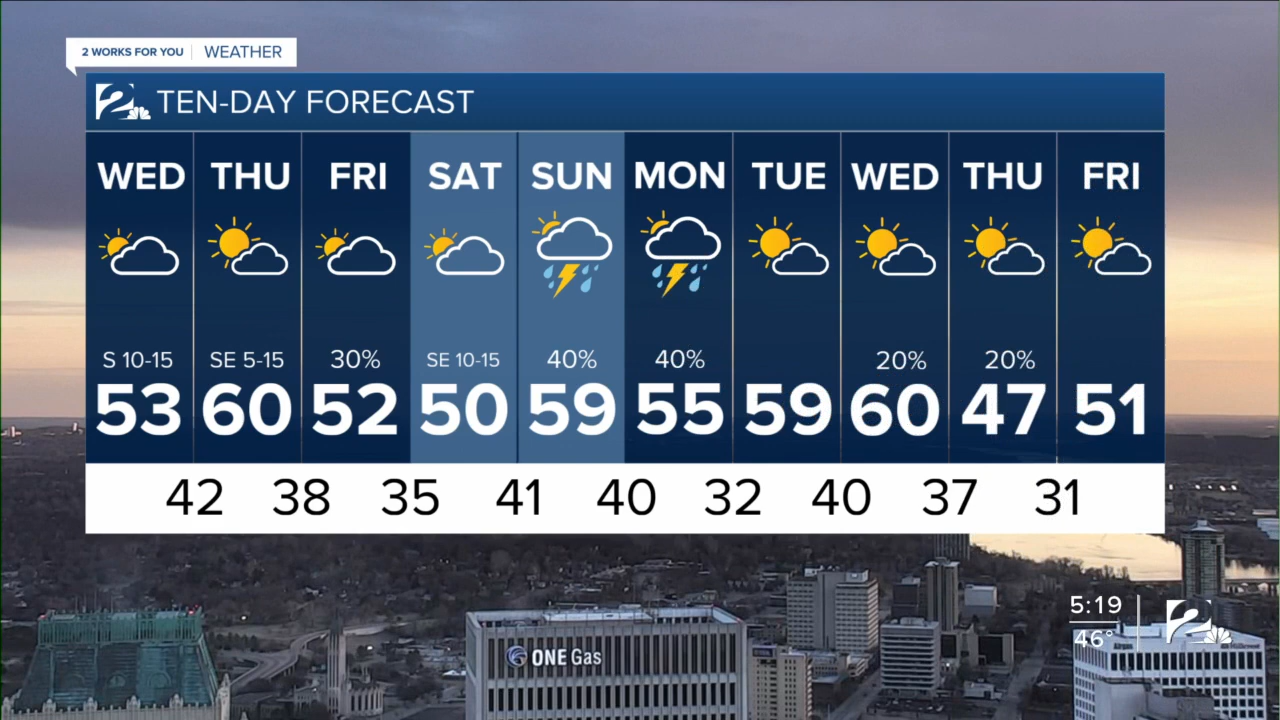 2 WORKS FOR YOU WEATHER
2 TEN-DAY FORECAST
WED THU FRI SAT SUN MON TUE WED THU FRI
S 10-15 SE 5-15 30% SE 10-15 40% 40% 20% 20%
53 60 52 50 59 55 59 60 47 51
42 38 35 41 40 32 40 37 31
5:19
46°
2
ONE Gas